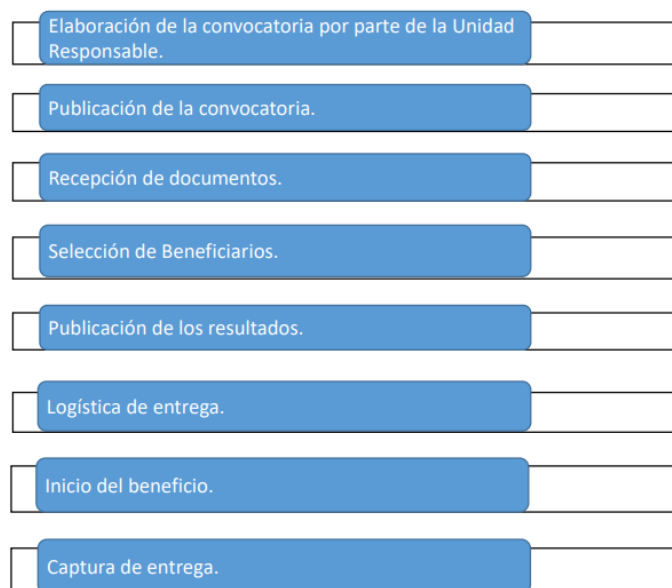 Elaboración de la convocatoria por parte de la Unidad
Responsable.
Publicación de la convocatoria.
Recepción de documentos.
Selección de Beneficiarios.
Publicación de los resultados.
Logística de entrega.
Inicio del beneficio.
Captura de entrega.